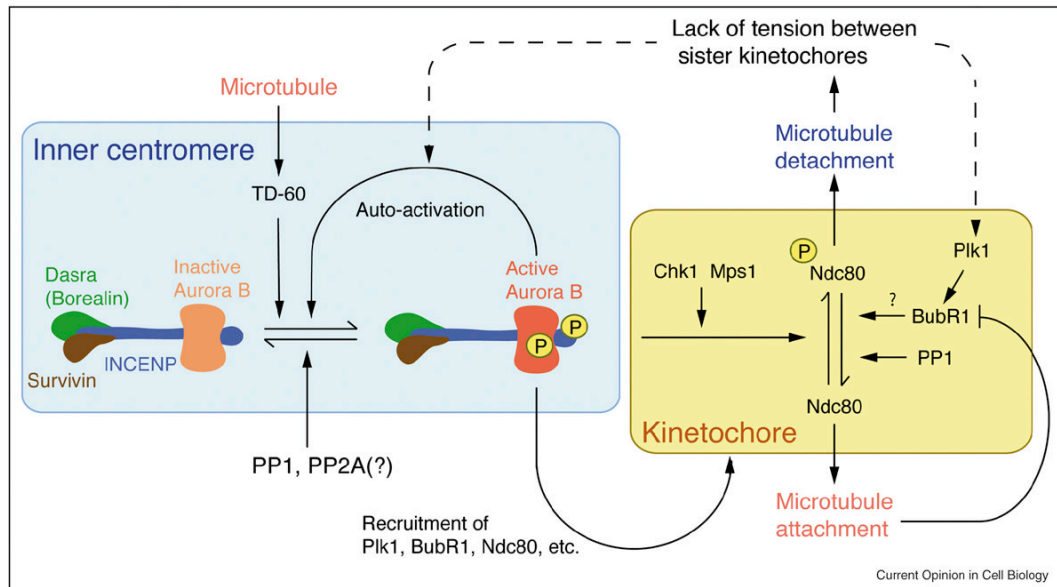 Lack of tension between
sister kinetochores
Microtubule
Inner centromere
TD-60
Auto-activation
Dasra
(Borealin)
Inactive
Aurora B
Active
Aurora B
P
P
INCENP
Survivin
PP1, PP2A(?)
Recruitment of
Plk1, BubR1, Ndc80, etc.
Microtubule
detachment
P
Ndc80
Plk1
Chk1 Mps1
?
BubR1
PP1
Ndc80
Kinetochore
Microtubule
attachment
Current Opinion in Cell Biology